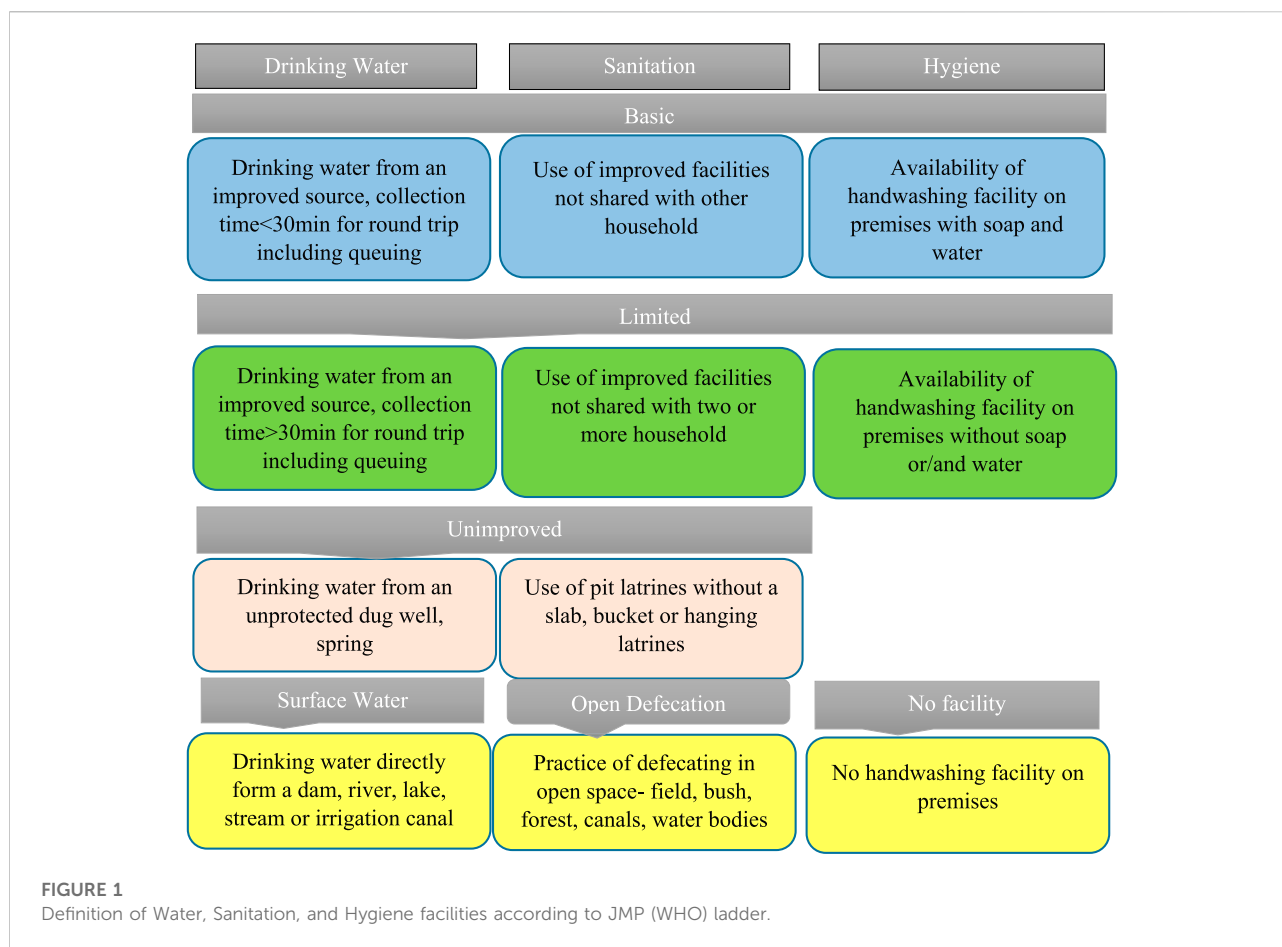 Drinking Water
Sanitation
Hygiene
Basic
Drinking water from an
improved source, collection
time<30min for round trip
including queuing
Use of improved facilities
not shared with other
household
Availability of
handwashing facility on
premises with soap and
water
Limited
Drinking water from an
improved source, collection
time>30min for round trip
including queuing
Use of improved facilities
not shared with two or
more household
Availability of
handwashing facility on
premises without soap
or/and water
Unimproved
Drinking water from an
unprotected dug well,
spring
Use of pit latrines without a
slab, bucket or hanging
latrines
Surface Water
Open Defecation
No facility
Drinking water directly
form a dam, river, lake,
stream or irrigation canal
Practice of defecating in
open space- field, bush,
forest, canals, water bodies
No handwashing facility on
premises
FIGURE 1
Definition of Water, Sanitation, and Hygiene facilities according to JMP (WHO) ladder.